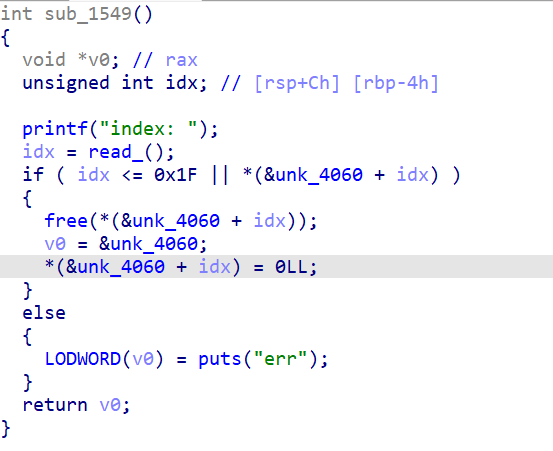 int sub_1549()
{
  void *v0; // rax
  unsigned int idx; // [rsp+Ch] [rbp-4h]

  printf("index: ");
  idx = read_();
  if ( idx <= 0x1F || *(&unk_4060 + idx) )
  {
    free(*(&unk_4060 + idx));
    v0 = &unk_4060;
    *(&unk_4060 + idx) = 0LL;
  }
  else
  {
    LODWORD(v0) = puts("err");
  }
  return v0;
}